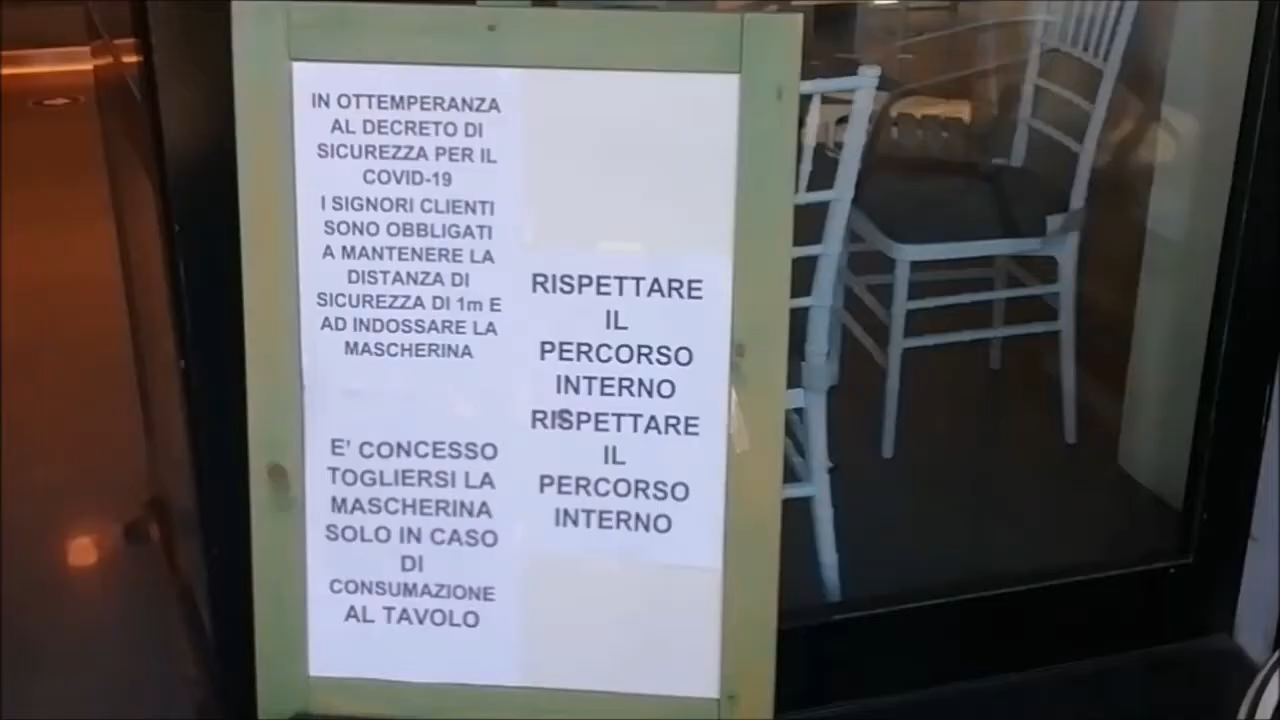 IN OTTEMPERANZA
AL DECRETO DI
SICUREZZA PER IL
COVID-19
I SIGNORI CLIENTI
SONO OBBLIGATI
A MANTENERE LA
DISTANZA DI
SICUREZZA DI 1m E
AD INDOSSARE LA
MASCHERINA
E' CONCESSO
TOGLIERSI LA
MASCHERINA
SOLO IN CASO
DI
CONSUMAZIONE
AL TAVOLO
RISPETTARE
IL
PERCORSO
INTERNO
RISPETTARE
IL
PERCORSO
INTERNO